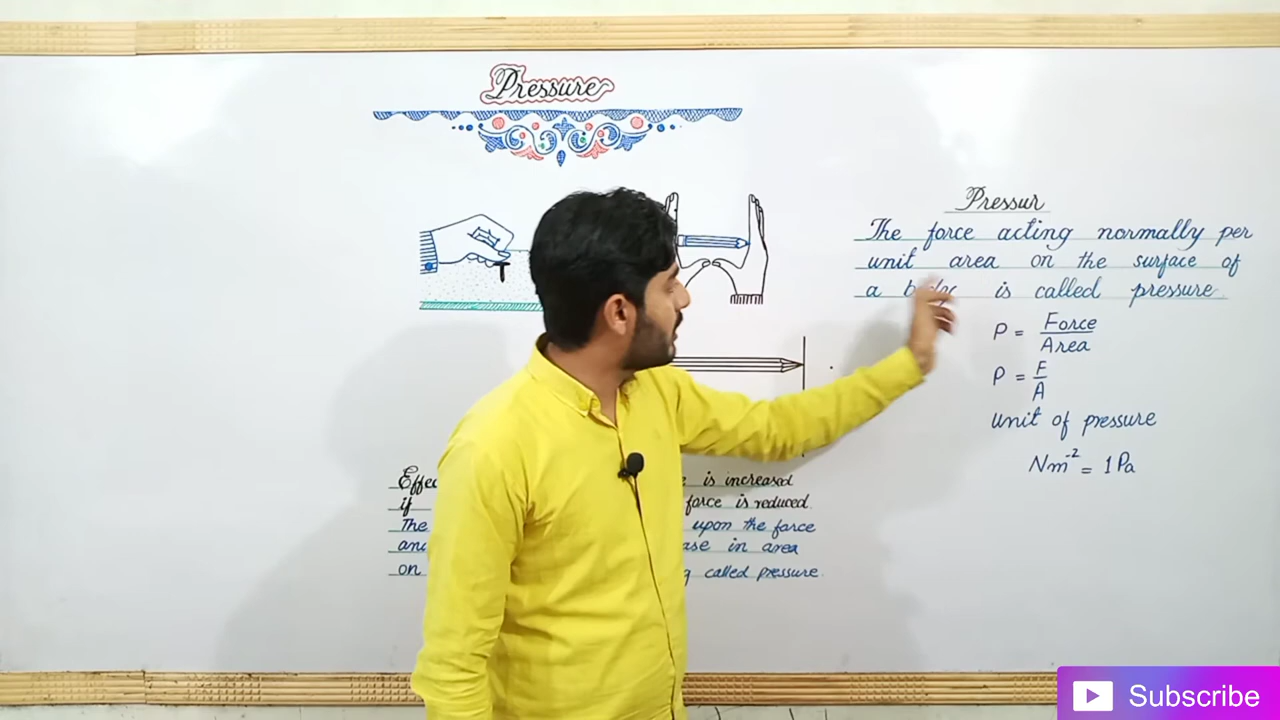 Pressure
Pressur
The force acting normally per
unit area on the surface of
a is called pressure.
P = Force / Area
P = F / A
Unit of pressure
Nm⁻² = 1 Pa
is increased
if force is reduced.
The upon the force
in area
on called pressure.
Subscribe